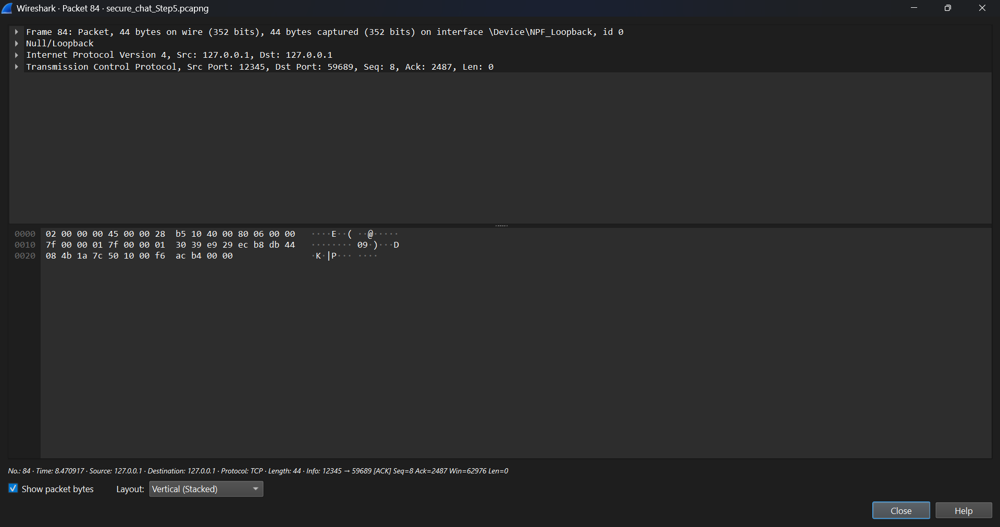 Wireshark · Packet 84 · secure_chat_Step5.pcapng
Frame 84: Packet, 44 bytes on wire (352 bits), 44 bytes captured (352 bits) on interface \Device\NPF_Loopback, id 0
Null/Loopback
Internet Protocol Version 4, Src: 127.0.0.1, Dst: 127.0.0.1
Transmission Control Protocol, Src Port: 12345, Dst Port: 59689, Seq: 8, Ack: 2487, Len: 0
0000 02 00 00 00 45 00 00 28 b5 10 40 00 80 06 00 00 ····E··( ··@·····
0010 7f 00 00 01 7f 00 00 01 30 39 e9 29 ec b8 db 44 ········ 09·)···D
0020 08 4b 1a 7c 50 10 00 f6 ac b4 00 00 ·K·|P··· ····
No.: 84 · Time: 8.470917 · Source: 127.0.0.1 · Destination: 127.0.0.1 · Protocol: TCP · Length: 44 · Info: 12345 → 59689 [ACK] Seq=8 Ack=2487 Win=62976 Len=0
Show packet bytes Layout: Vertical (Stacked)
Close Help